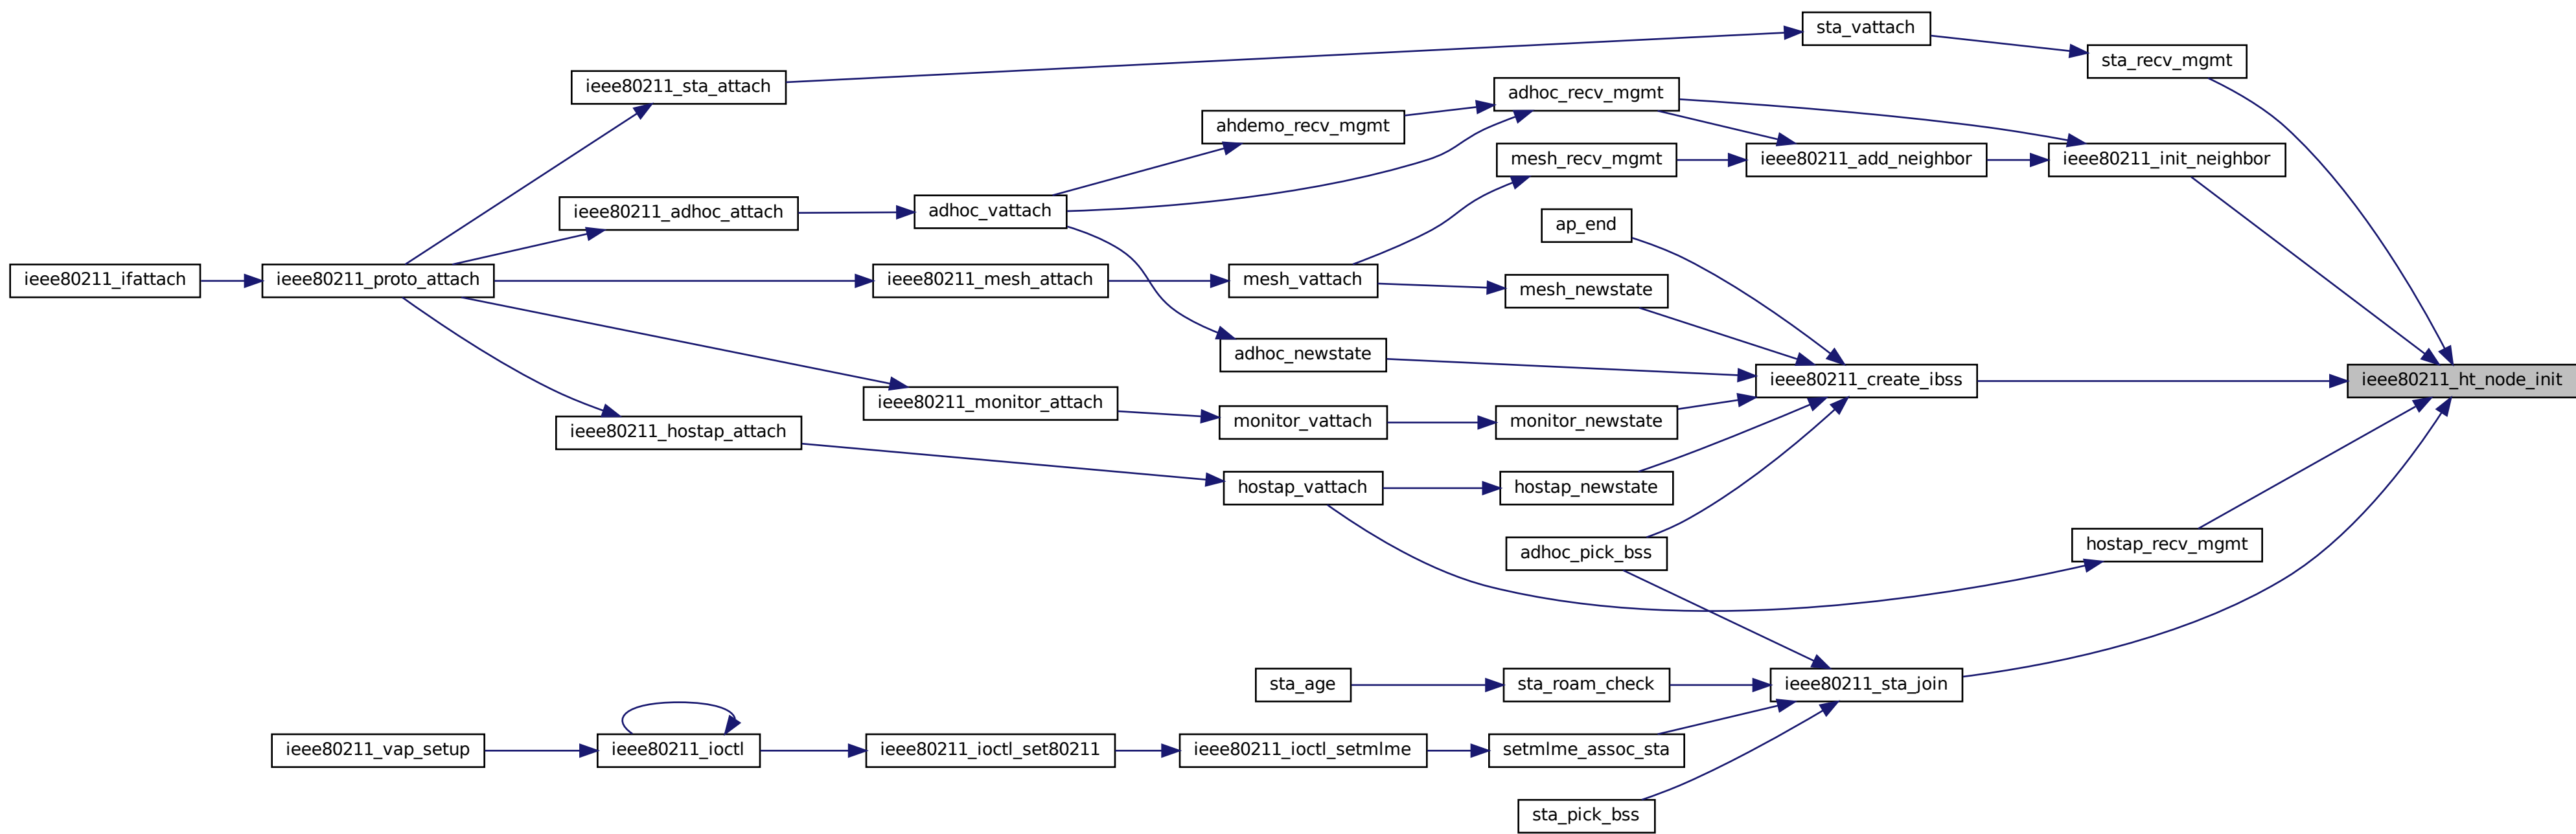 sta_vattach
sta_recv_mgmt
ieee80211_sta_attach
adhoc_recv_mgmt
ahdemo_recv_mgmt
mesh_recv_mgmt
ieee80211_add_neighbor
ieee80211_init_neighbor
ieee80211_adhoc_attach
adhoc_vattach
ap_end
ieee80211_ifattach
ieee80211_proto_attach
ieee80211_mesh_attach
mesh_vattach
mesh_newstate
adhoc_newstate
ieee80211_create_ibss
ieee80211_ht_node_init
ieee80211_monitor_attach
monitor_vattach
monitor_newstate
ieee80211_hostap_attach
hostap_vattach
hostap_newstate
adhoc_pick_bss
hostap_recv_mgmt
sta_age
sta_roam_check
ieee80211_sta_join
ieee80211_vap_setup
ieee80211_ioctl
ieee80211_ioctl_set80211
ieee80211_ioctl_setmlme
setmlme_assoc_sta
sta_pick_bss